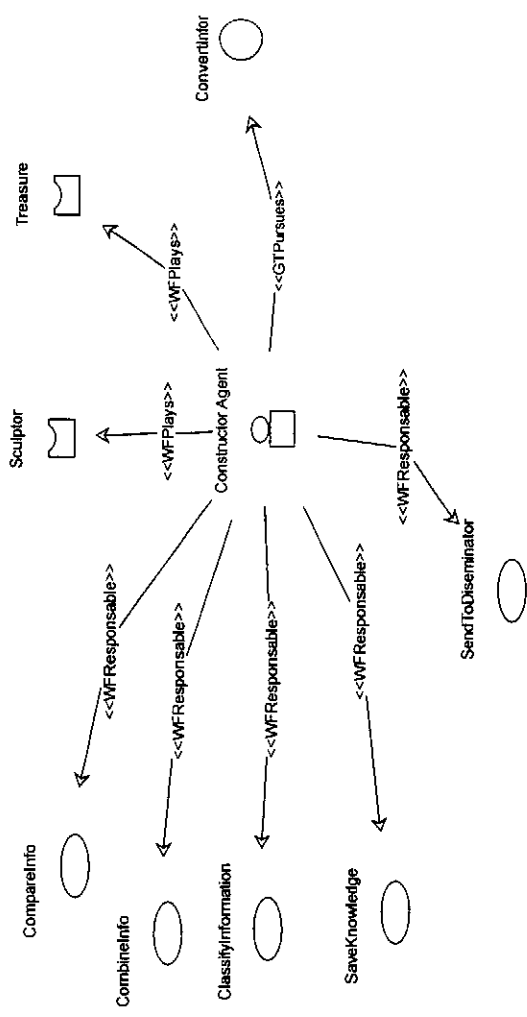 Treasure
Sculptor
ConvertInfor
<<WFPlays>>
<<WFPlays>>
<<GTPursues>>
Constructor Agent
<<WFResponsable>>
<<WFResponsable>>
<<WFResponsable>>
<<WFResponsable>>
<<WFResponsable>>
CompareInfo
CombineInfo
ClassifyInformation
SaveKnowledge
SendToDiseminator